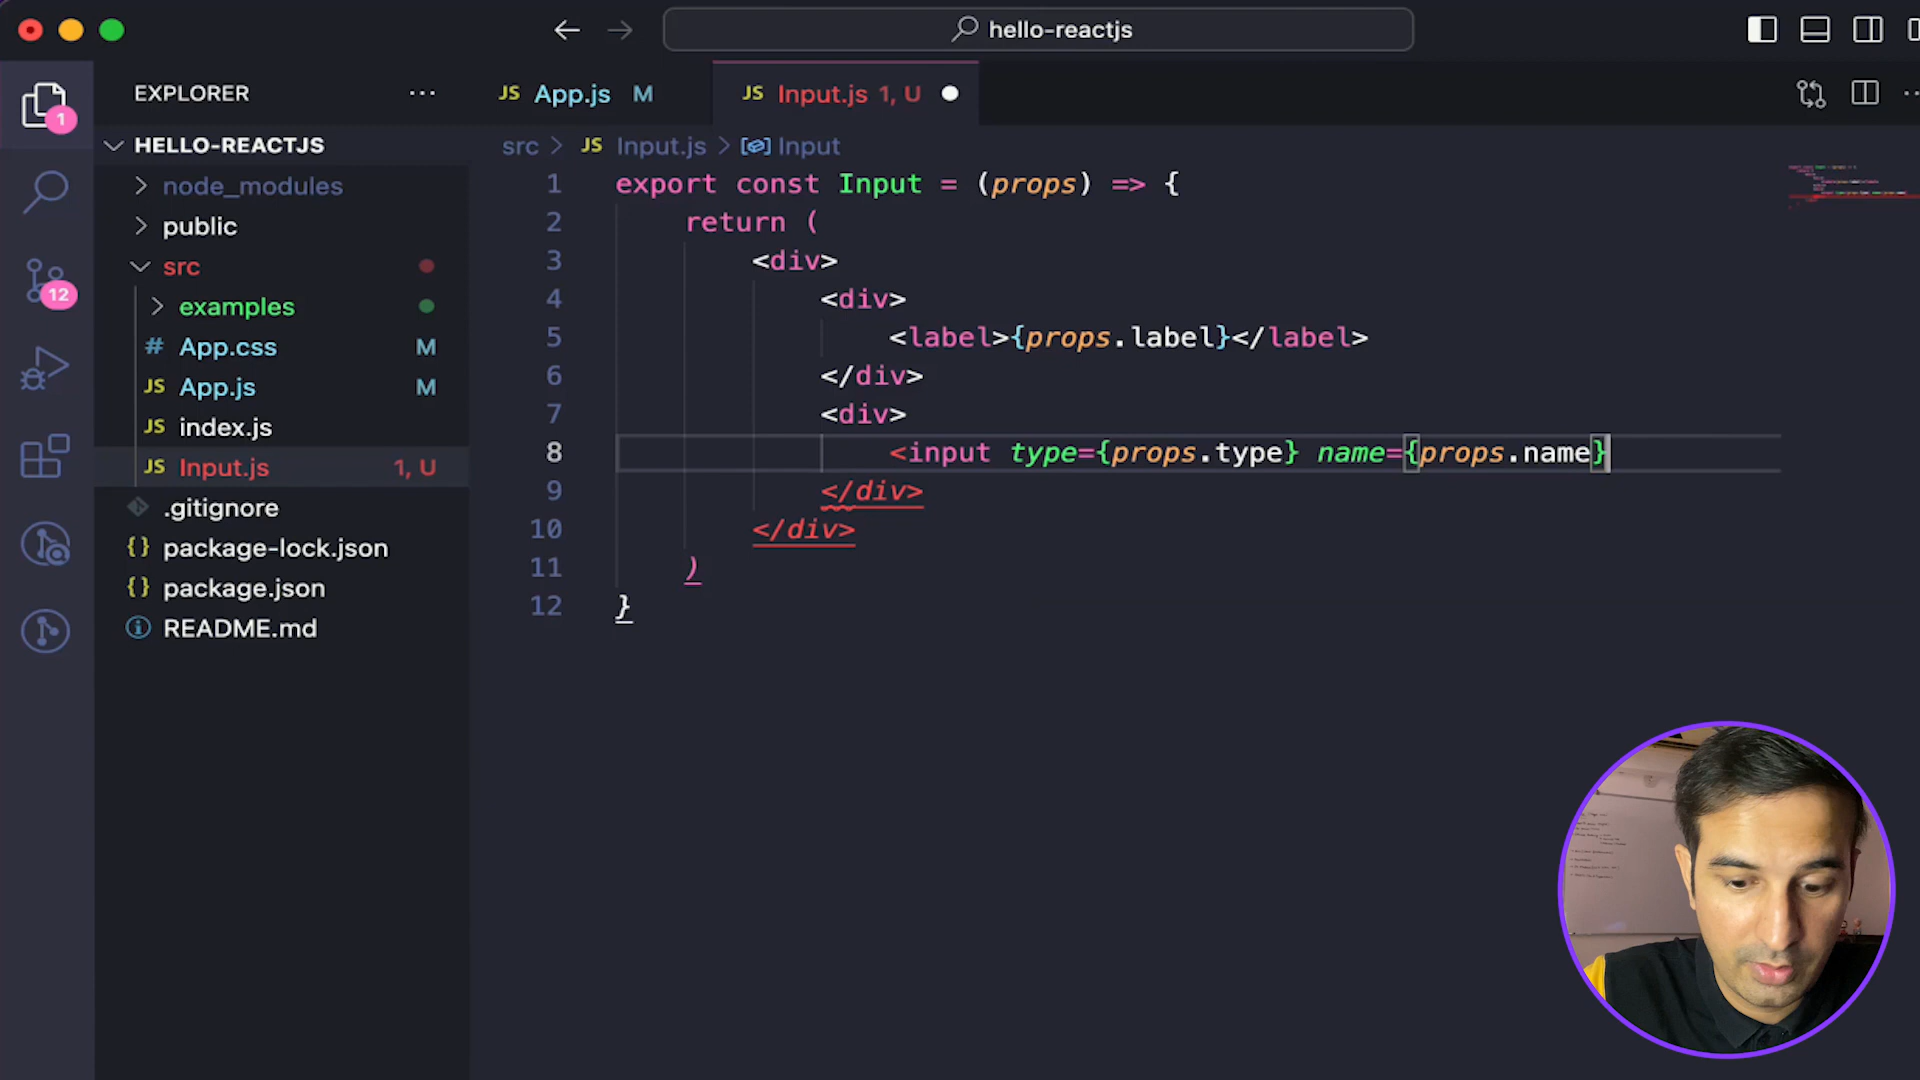 hello-reactjs
EXPLORER
App.js M
Input.js 1, U
HELLO-REACTJS
node_modules
public
src
examples
# App.css M
JS App.js M
JS index.js
JS Input.js 1, U
.gitignore
{} package-lock.json
{} package.json
README.md
1
12
JS
JS
src > JS Input.js > Input
1 export const Input = (props) => {
2 return (
3 <div>
4 <div>
5 <label>{props.label}</label>
6 </div>
7 <div>
8 <input type={props.type} name={props.name}
9 </div>
10 </div>
11 )
12 }